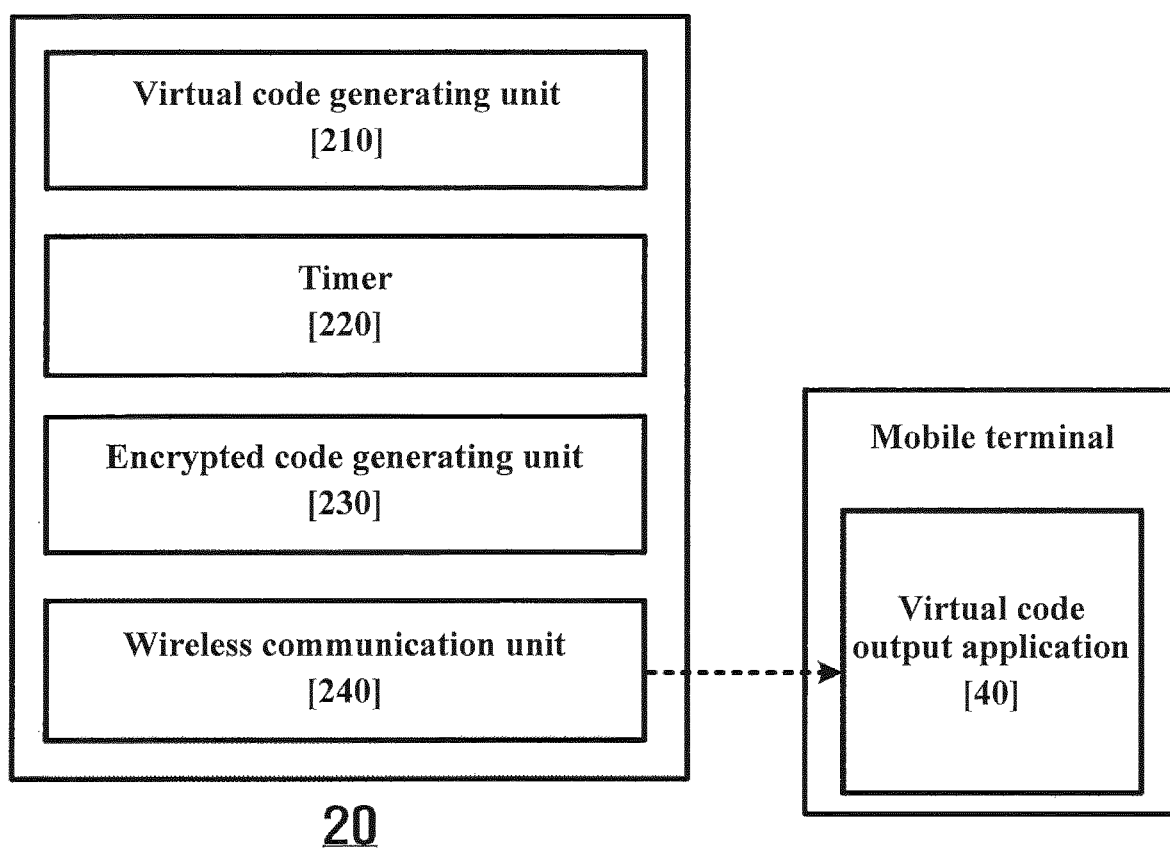 Virtual code generating unit
[210]
Timer
[220]
Encrypted code generating unit
[230]
Wireless communication unit
[240]
20
Mobile terminal
Virtual code
output application
[40]